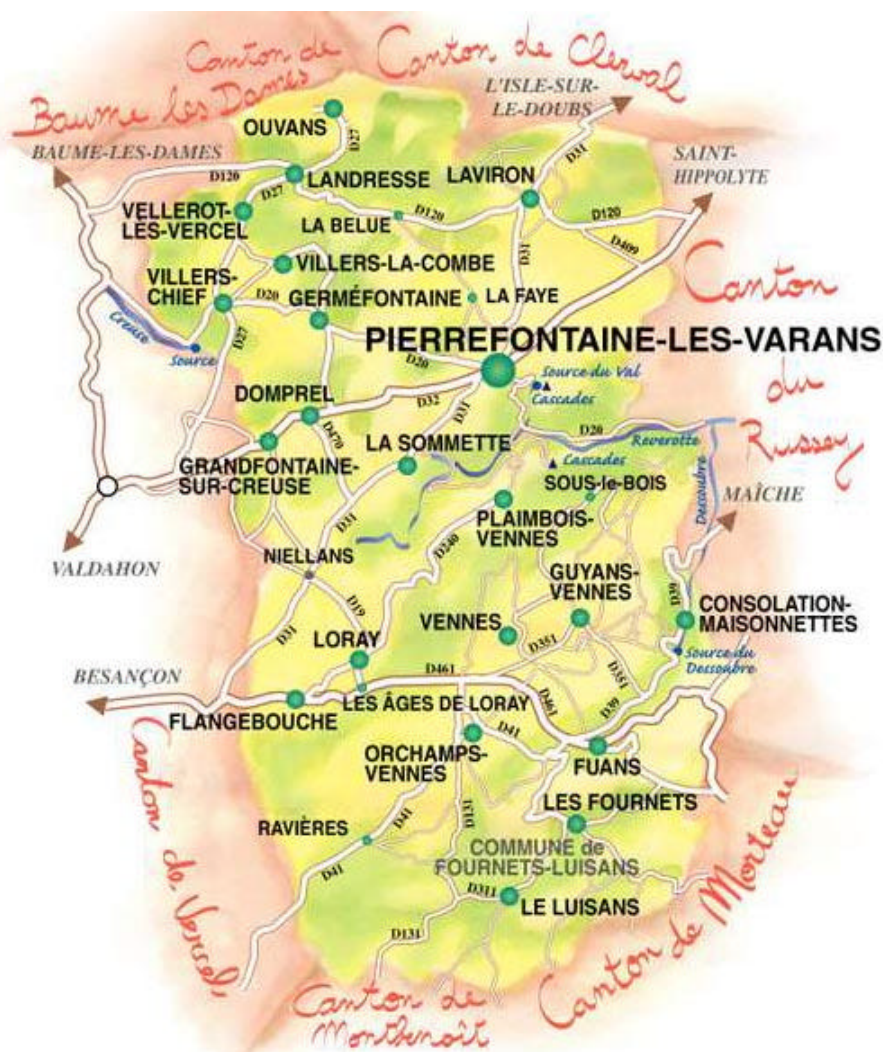 Canton de
Baume les Dames
Canton de Clerval
L'ISLE-SUR-
LE-DOUBS
OUVANS
D27
D31
BAUME-LES-DAMES
SAINT-
HIPPOLYTE
D120
D27
LANDRESSE
LAVIRON
VELLEROT-
LÈS-VERCEL
LA BELUE
D120
D120
D31
D409
VILLERS-LA-COMBE
VILLERS-
CHIEF
D20
GERMÉFONTAINE
LA FAYE
Canton
du
Russey
Creuse
Source
D27
PIERREFONTAINE-LES-VARANS
D20
Source du Val
Cascades
DOMPREL
D32
D31
D470
LA SOMMETTE
D20
Reverotte
Cascades
GRANDFONTAINE-
SUR-CREUSE
SOUS-le-BOIS
Dessoubre
MAÎCHE
PLAIMBOIS-
VENNES
D31
VALDAHON
NIELLANS
D240
GUYANS-
VENNES
D39
D19
CONSOLATION-
MAISONNETTES
D31
LORAY
VENNES
D351
Source du
Dessoubre
D351
BESANÇON
D461
FLANGEBOUCHE
LES ÂGES DE LORAY
D461
D39
D41
ORCHAMPS-
VENNES
FUANS
Canton de Vercel
LES FOURNETS
RAVIÈRES
D41
D131
COMMUNE de
FOURNETS-LUISANS
D41
D311
LE LUISANS
D131
Canton de Morteau
Canton de
Montbenoît